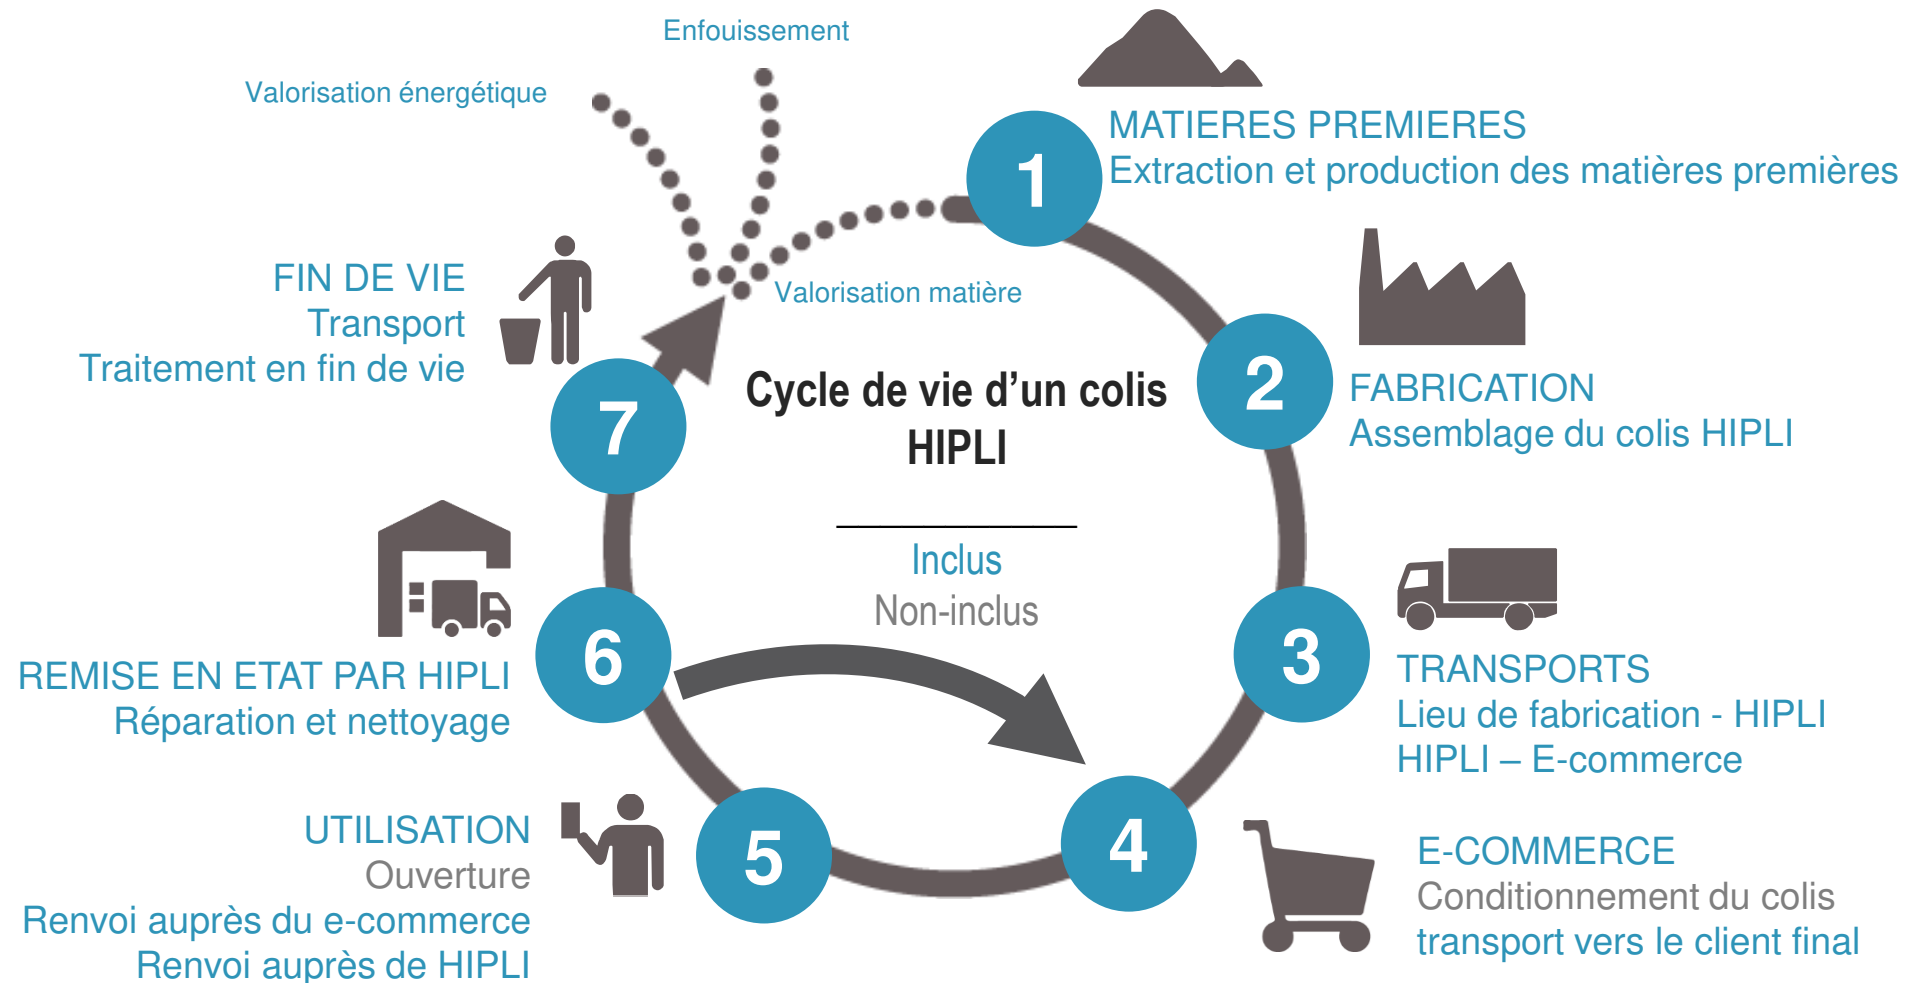 Enfouissement
Valorisation énergétique
Valorisation matière
1
MATIERES PREMIERES
Extraction et production des matières premières
2
FABRICATION
Assemblage du colis HIPLI
3
TRANSPORTS
Lieu de fabrication - HIPLI
HIPLI – E-commerce
4
E-COMMERCE
Conditionnement du colis
transport vers le client final
5
UTILISATION
Ouverture
Renvoi auprès du e-commerce
Renvoi auprès de HIPLI
6
REMISE EN ETAT PAR HIPLI
Réparation et nettoyage
7
FIN DE VIE
Transport
Traitement en fin de vie
Cycle de vie d’un colis
HIPLI
Inclus
Non-inclus